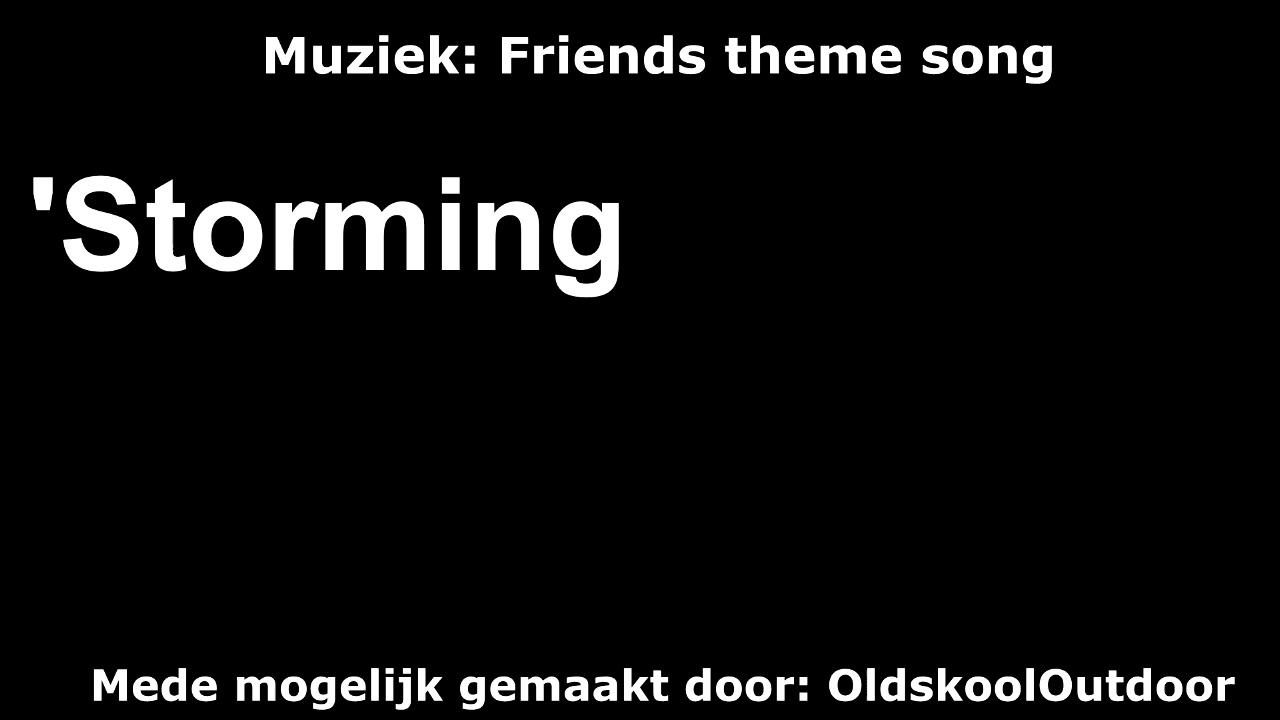 Muziek: Friends theme song
'Storming
Mede mogelijk gemaakt door: OldskoolOutdoor